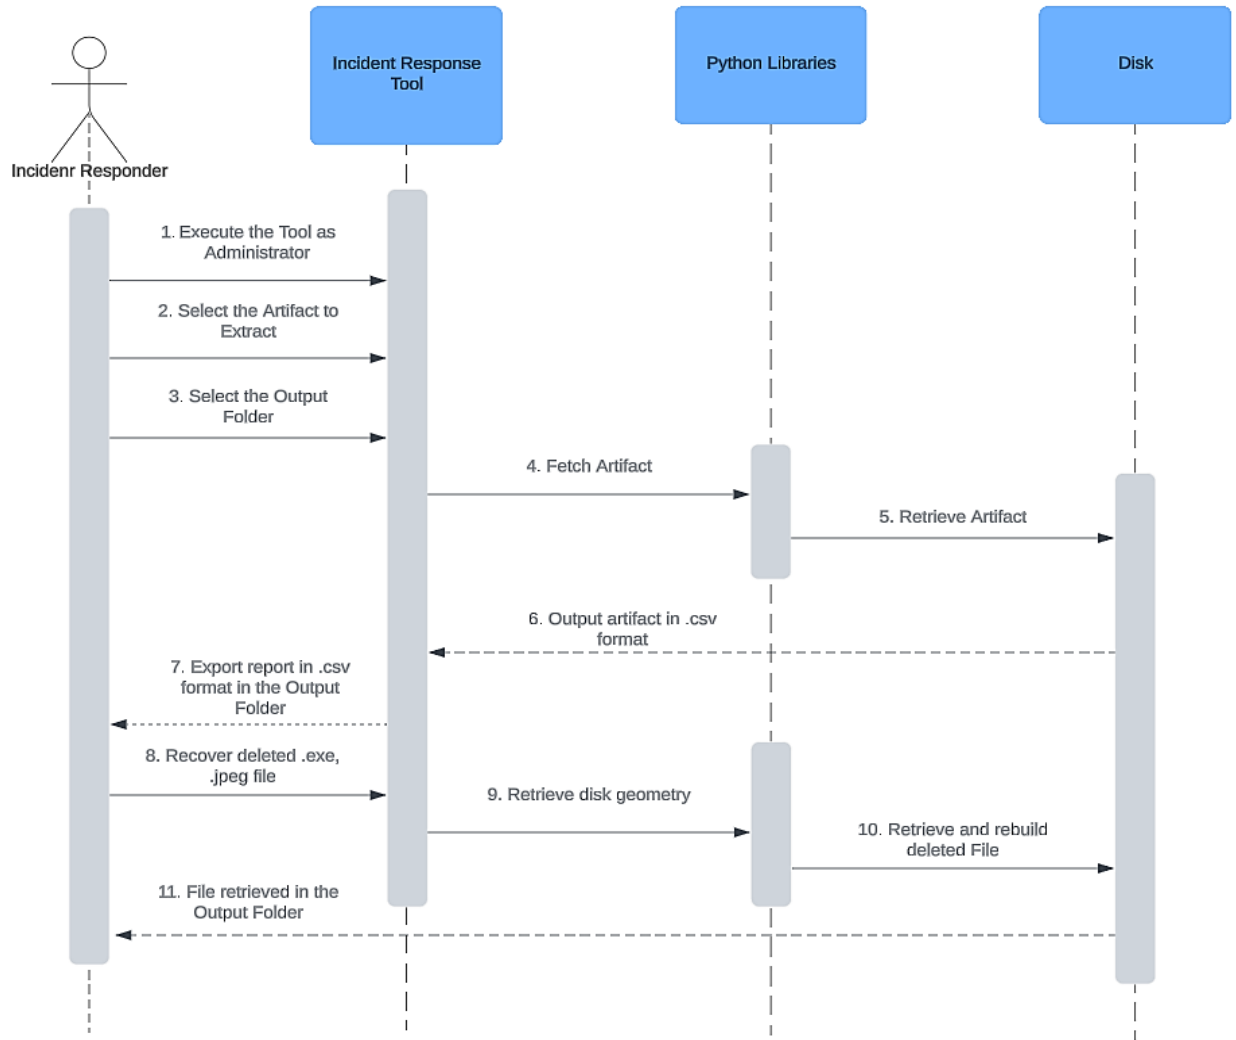 Incident Response
Tool
Python Libraries
Disk
Incidenr Responder
1. Execute the Tool as
Administrator
2. Select the Artifact to
Extract
3. Select the Output
Folder
4. Fetch Artifact
5. Retrieve Artifact
6. Output artifact in .csv
format
7. Export report in .csv
format in the Output
Folder
8. Recover deleted .exe,
.jpeg file
9. Retrieve disk geometry
10. Retrieve and rebuild
deleted File
11. File retrieved in the
Output Folder